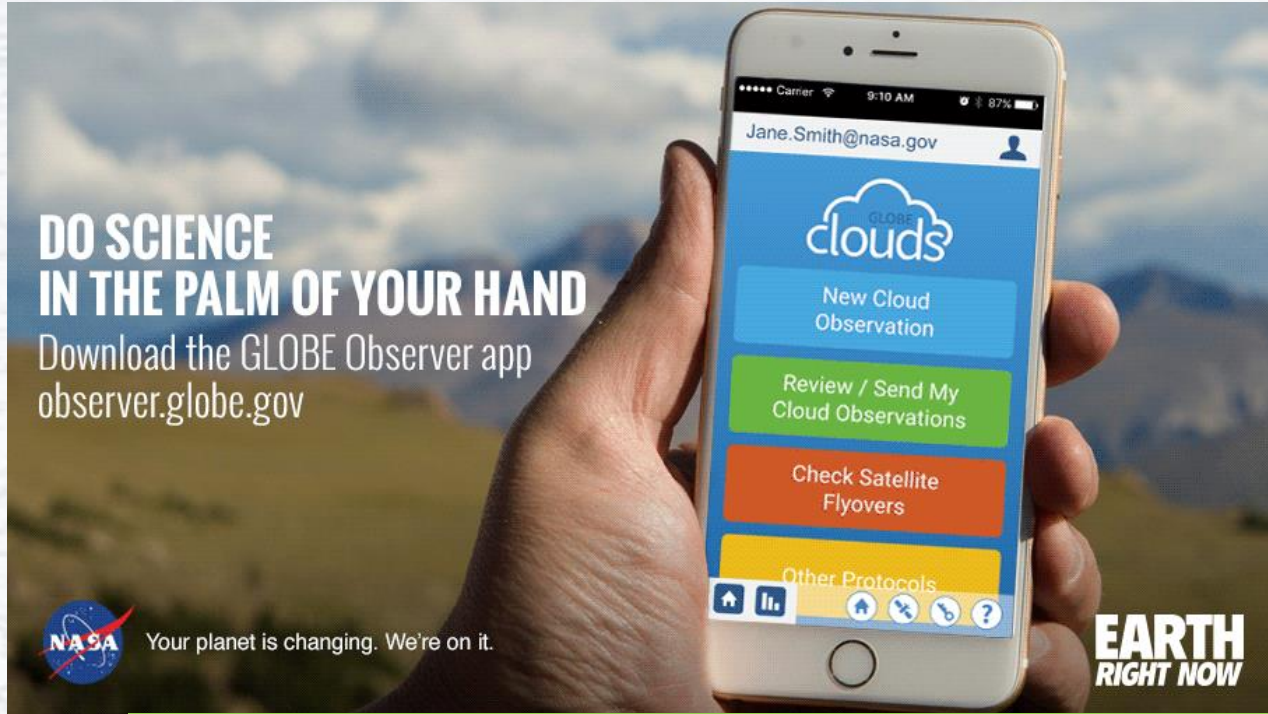 DO SCIENCE
IN THE PALM OF YOUR HAND
Download the GLOBE Observer app
observer.globe.gov
NASA
Your planet is changing. We're on it.
Carrier 9:10 AM 87%
Jane.Smith@nasa.gov
GLOBE
clouds
New Cloud
Observation
Review / Send My
Cloud Observations
Check Satellite
Flyovers
Other Protocols
?
EARTH
RIGHT NOW